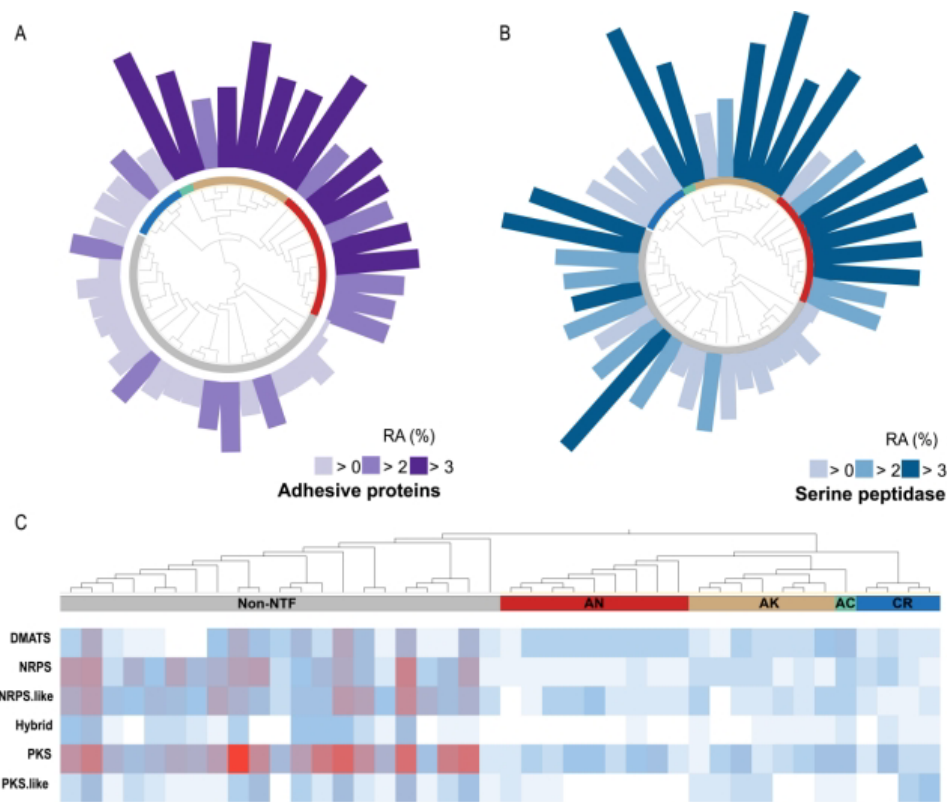 A
B
RA (%)
> 0 > 2 > 3
Adhesive proteins
RA (%)
> 0 > 2 > 3
Serine peptidase
C
Non-NTF AN AK AC CR
DMATS
NRPS
NRPS.like
Hybrid
PKS
PKS.like